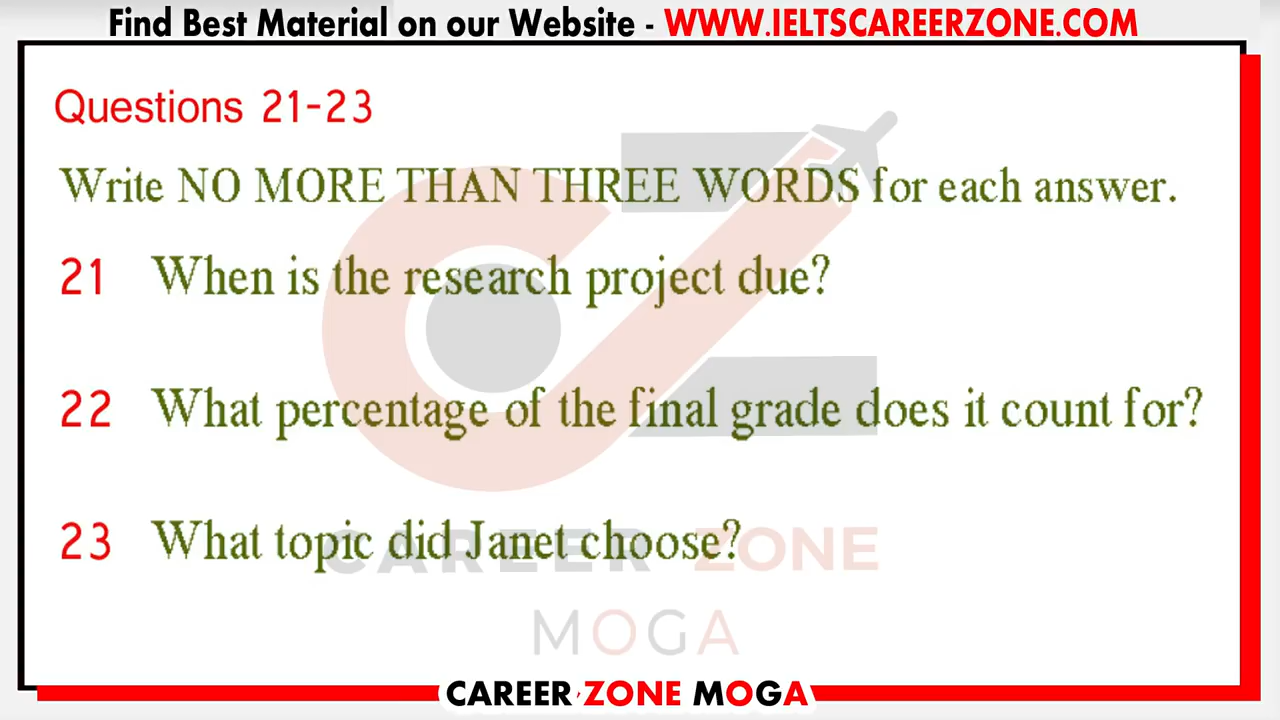 Find Best Material on our Website - WWW.IELTSCAREERZONE.COM
Questions 21-23
Write NO MORE THAN THREE WORDS for each answer.
21 When is the research project due?
22 What percentage of the final grade does it count for?
23 What topic did Janet choose?
CAREER ZONE
MOGA
CAREER ZONE MOGA